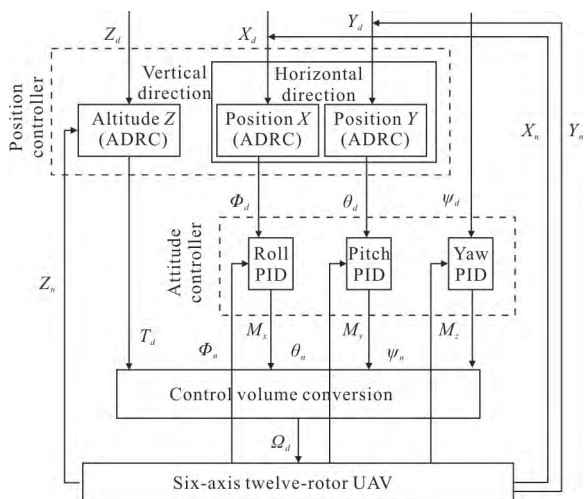 Z_d
X_d
Y_d
Position
controller
Vertical
direction
Horizontal
direction
Altitude Z
(ADRC)
Position X
(ADRC)
Position Y
(ADRC)
X_n
Y_n
Φ_d
θ_d
ψ_d
Attitude
controller
Roll
PID
Pitch
PID
Yaw
PID
Z_n
T_d
Φ_n
M_x
θ_n
M_y
ψ_n
M_z
Control volume conversion
Ω_d
Six-axis twelve-rotor UAV